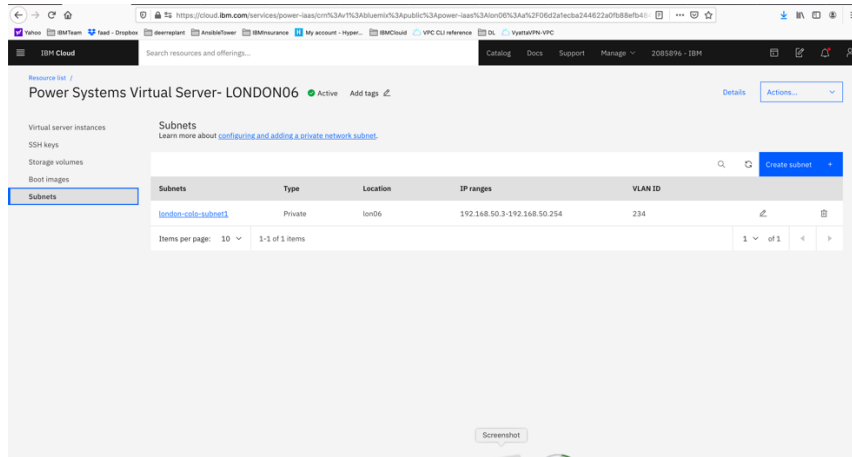 https://cloud.ibm.com/services/power-iaas/crn%3Av1%3Abluemix%3Apublic%3Apower-iaas%3Alon06%3Aa%2F06d2a1ecba244622a0fb88efb48
Yahoo IBMTeam faad - Dropbox deerreplant AnsibleTower IBMInsurance My account - Hyper... IBMClouid VPC CLI reference DL VyattaVPN-VPC
IBM Cloud Search resources and offerings... Catalog Docs Support Manage 2085896 - IBM
Resource list /
Power Systems Virtual Server- LONDON06 Active Add tags Details Actions...
Virtual server instances
SSH keys
Storage volumes
Boot images
Subnets
Subnets
Learn more about configuring and adding a private network subnet.
Create subnet +
Subnets Type Location IP ranges VLAN ID
london-colo-subnet1 Private lon06 192.168.50.3-192.168.50.254 234
Items per page: 10 1-1 of 1 items 1 of 1
Screenshot